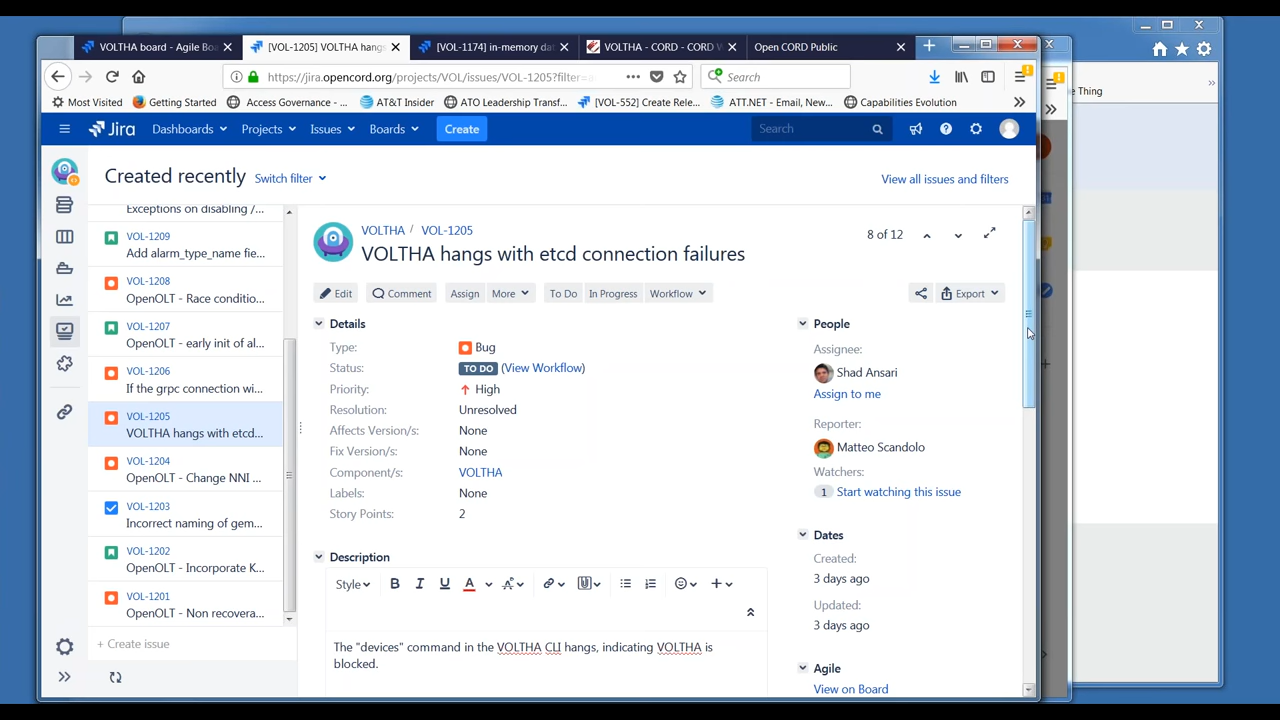 VOLTHA board - Agile Boa
[VOL-1205] VOLTHA hangs
[VOL-1174] in-memory dat
VOLTHA - CORD - CORD W
Open CORD Public
https://jira.opencord.org/projects/VOL/issues/VOL-1205?filter=a
Search
Most Visited
Getting Started
Access Governance - ...
AT&T Insider
ATO Leadership Transf...
[VOL-552] Create Rele...
ATT.NET - Email, New...
Capabilities Evolution
e Thing
Jira
Dashboards
Projects
Issues
Boards
Create
Search
Created recently
Switch filter
View all issues and filters
Exceptions on disabling /...
VOL-1209
Add alarm_type_name fie...
VOL-1208
OpenOLT - Race conditio...
VOL-1207
OpenOLT - early init of al...
VOL-1206
If the grpc connection wi...
VOL-1205
VOLTHA hangs with etcd...
VOL-1204
OpenOLT - Change NNI ...
VOL-1203
Incorrect naming of gem...
VOL-1202
OpenOLT - Incorporate K...
VOL-1201
OpenOLT - Non recovera...
+ Create issue
VOLTHA / VOL-1205
VOLTHA hangs with etcd connection failures
8 of 12
Edit
Comment
Assign
More
To Do
In Progress
Workflow
Export
Details
Type: Bug
Status: TO DO (View Workflow)
Priority: High
Resolution: Unresolved
Affects Version/s: None
Fix Version/s: None
Component/s: VOLTHA
Labels: None
Story Points: 2
Description
Style
B I U A
The "devices" command in the VOLTHA CLI hangs, indicating VOLTHA is
blocked.
People
Assignee:
Shad Ansari
Assign to me
Reporter:
Matteo Scandolo
Watchers:
1 Start watching this issue
Dates
Created:
3 days ago
Updated:
3 days ago
Agile
View on Board